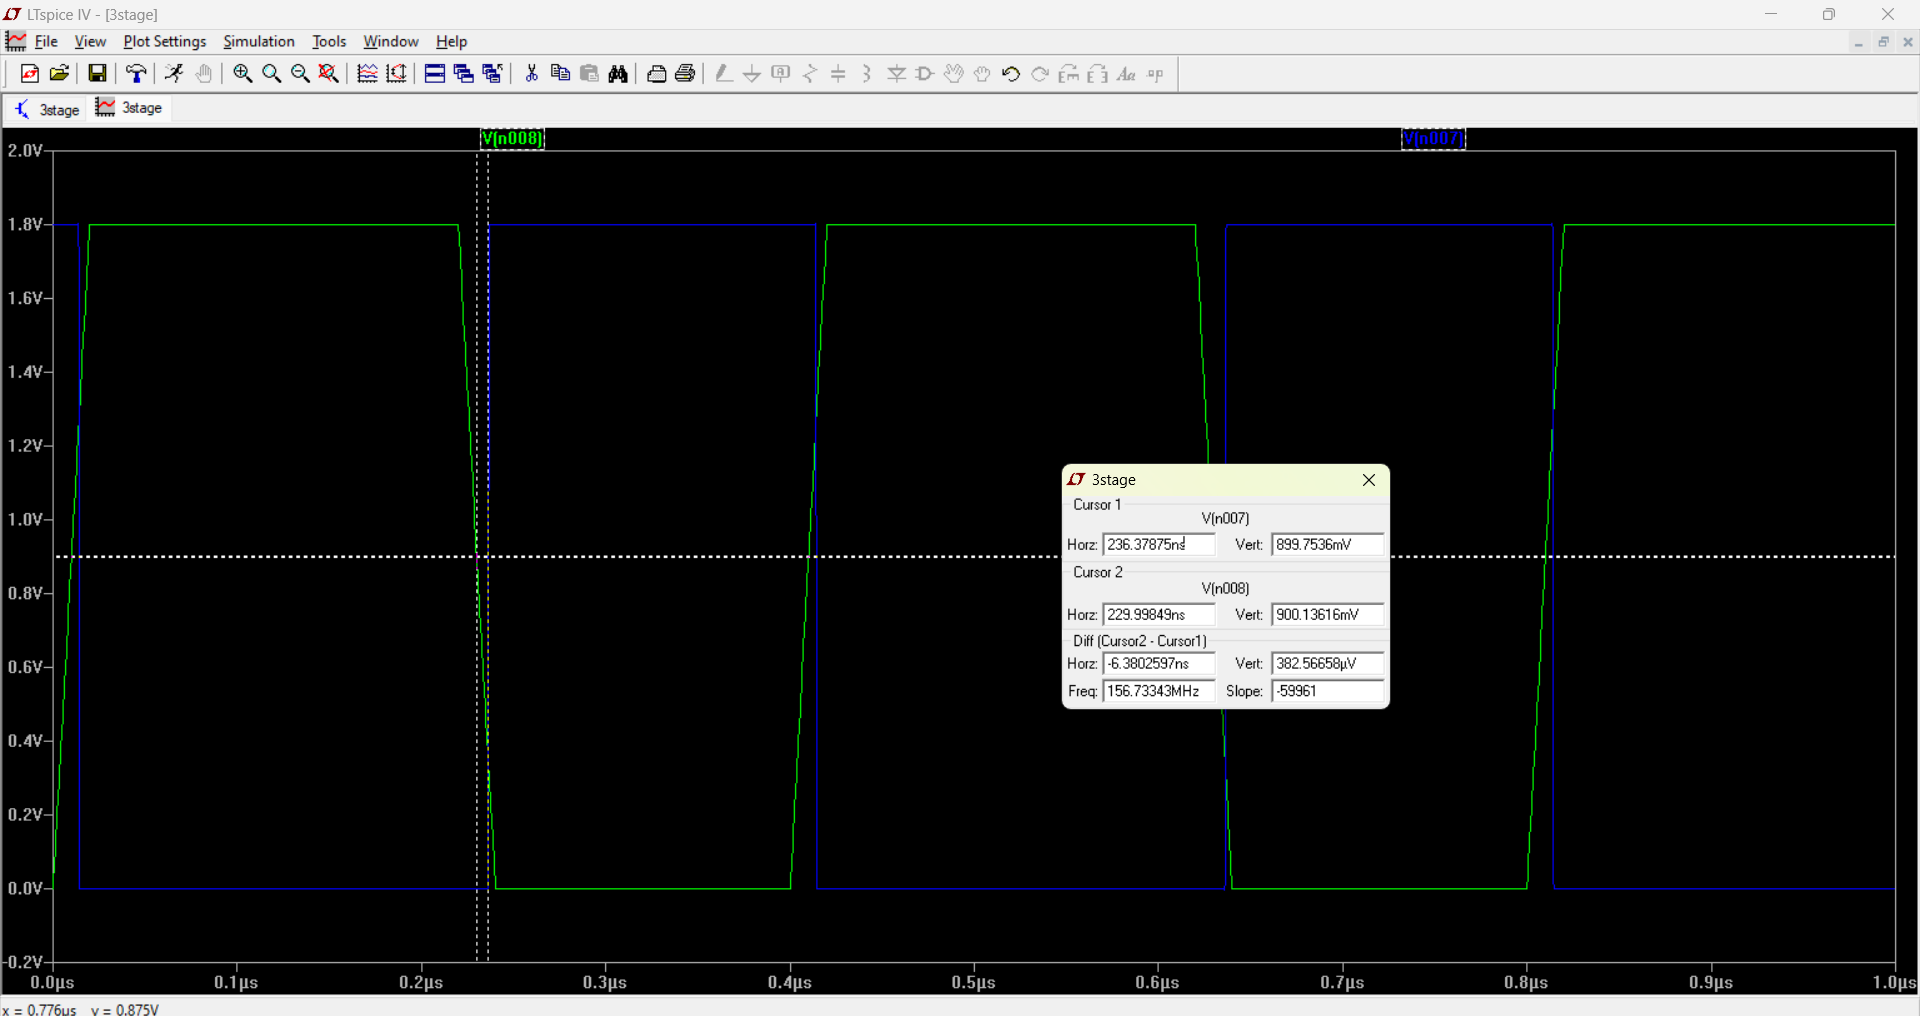 LTspice IV - [3stage]
File View Plot Settings Simulation Tools Window Help
3stage 3stage
V(n008) V(n007)
2.0V
1.8V
1.6V
1.4V
1.2V
1.0V
0.8V
0.6V
0.4V
0.2V
0.0V
-0.2V
0.0µs 0.1µs 0.2µs 0.3µs 0.4µs 0.5µs 0.6µs 0.7µs 0.8µs 0.9µs 1.0µs
3stage
Cursor 1
V(n007)
Horz: 236.37875ns Vert: 899.7536mV
Cursor 2
V(n008)
Horz: 229.99849ns Vert: 900.13616mV
Diff (Cursor2 - Cursor1)
Horz: -6.3802597ns Vert: 382.56658µV
Freq: 156.73343MHz Slope: -59961
x = 0.776µs y = 0.875V